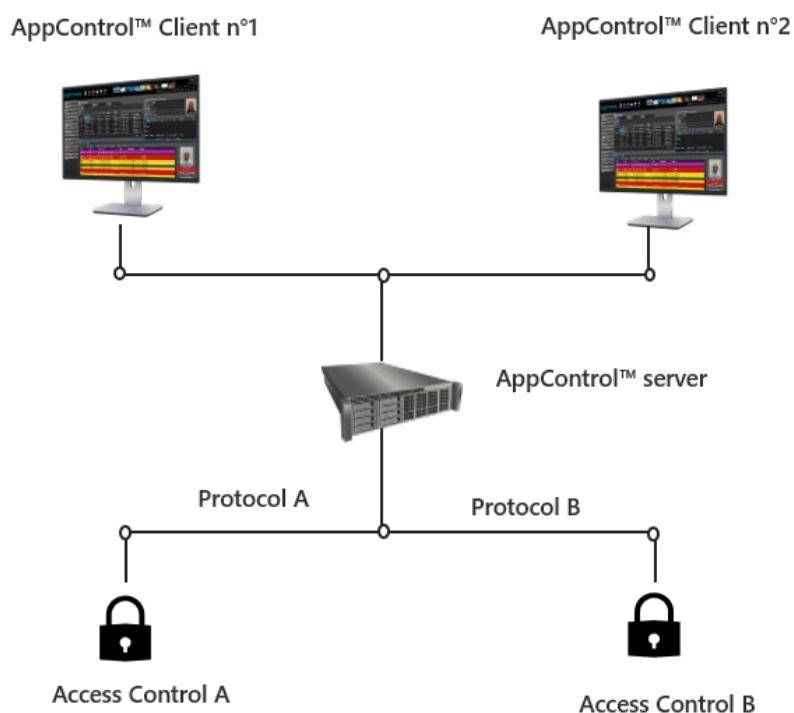 AppControl™ Client n°1
AppControl™ Client n°2
AppControl™ server
Protocol A
Protocol B
Access Control A
Access Control B